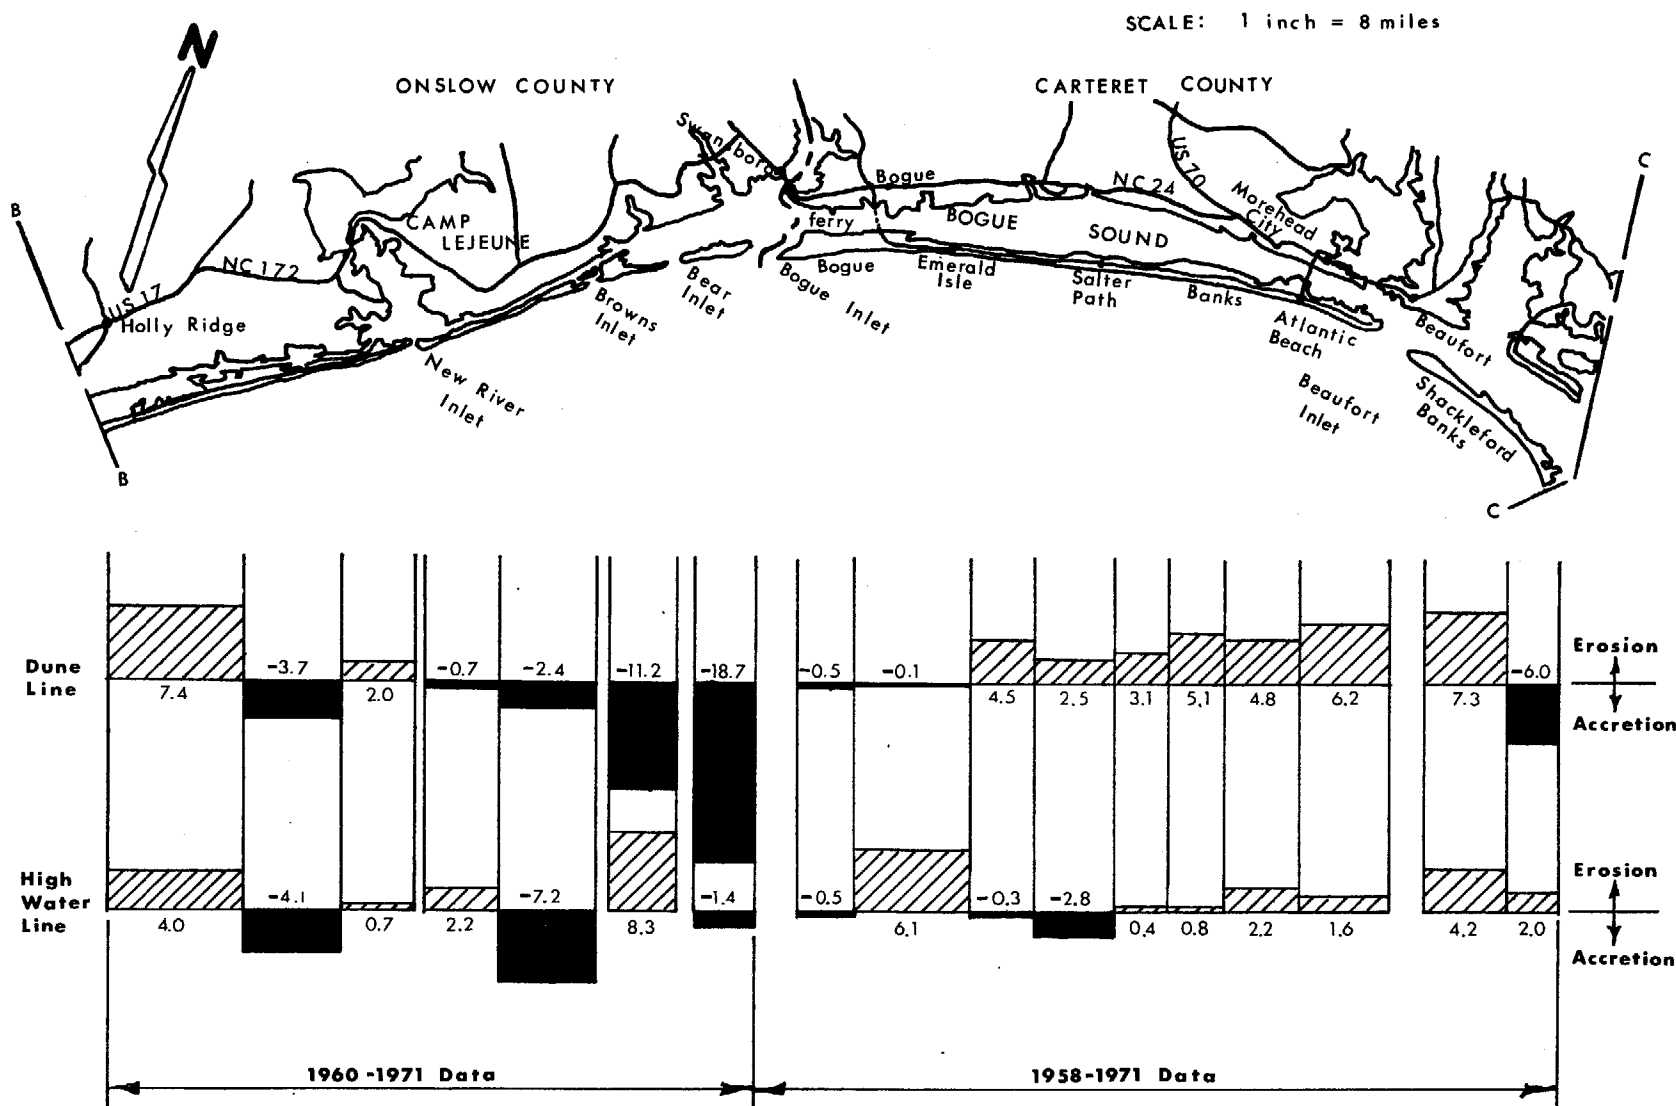 SCALE: 1 inch = 8 miles
N
ONSLOW COUNTY
CARTERET COUNTY
Swansboro
US 70
C
B
Bogue
NC 24
Morehead
City
CAMP
LEJEUNE
ferry
BOGUE
SOUND
NC 172
US 17
Holly Ridge
Browns
Inlet
Bear
Inlet
Bogue Inlet
Bogue
Emerald
Isle
Salter
Path
Banks
Atlantic
Beach
Beaufort
New River
Inlet
Beaufort
Inlet
Shackleford
Banks
B
C
Dune
Line
-3.7 -0.7 -2.4 -11.2 -18.7 -0.5 -0.1 -6.0
7.4 2.0 4.5 2.5 3.1 5.1 4.8 6.2 7.3
Erosion
Accretion
High
Water
Line
-4.1 -7.2 -1.4 -0.5 -0.3 -2.8
4.0 0.7 2.2 8.3 6.1 0.4 0.8 2.2 1.6 4.2 2.0
Erosion
Accretion
1960-1971 Data
1958-1971 Data